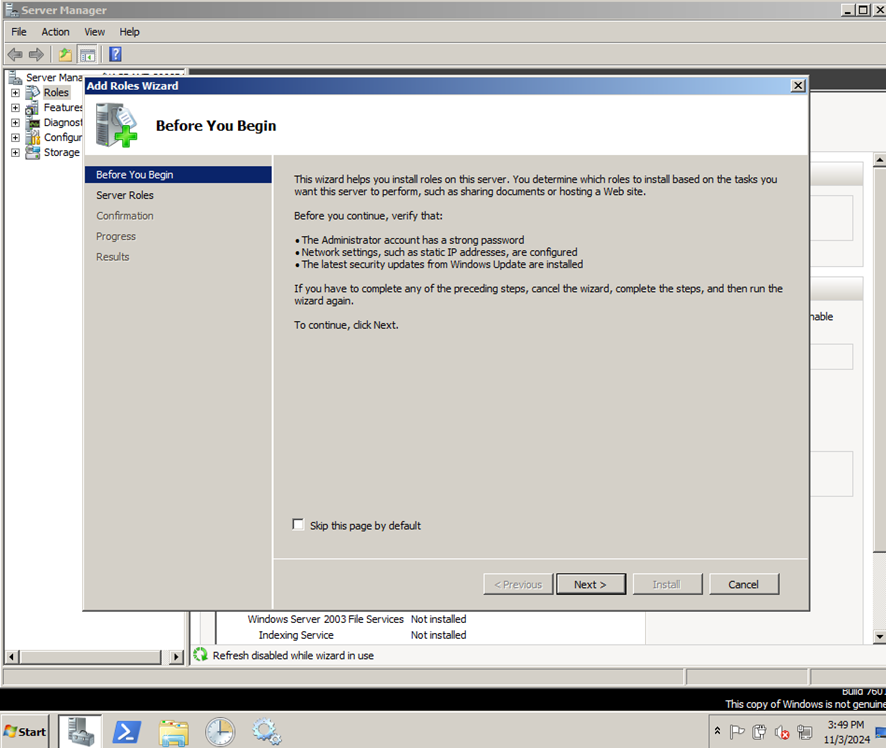 Server Manager
File Action View Help
Server Mana
Roles
Features
Diagnost
Configur
Storage
Add Roles Wizard
Before You Begin
Before You Begin
Server Roles
Confirmation
Progress
Results
This wizard helps you install roles on this server. You determine which roles to install based on the tasks you
want this server to perform, such as sharing documents or hosting a Web site.
Before you continue, verify that:
• The Administrator account has a strong password
• Network settings, such as static IP addresses, are configured
• The latest security updates from Windows Update are installed
If you have to complete any of the preceding steps, cancel the wizard, complete the steps, and then run the
wizard again.
To continue, click Next.
nable
Skip this page by default
< Previous Next > Install Cancel
Windows Server 2003 File Services Not installed
Indexing Service Not installed
Refresh disabled while wizard in use
Build 7601
This copy of Windows is not genuine
Start
3:49 PM
11/3/2024